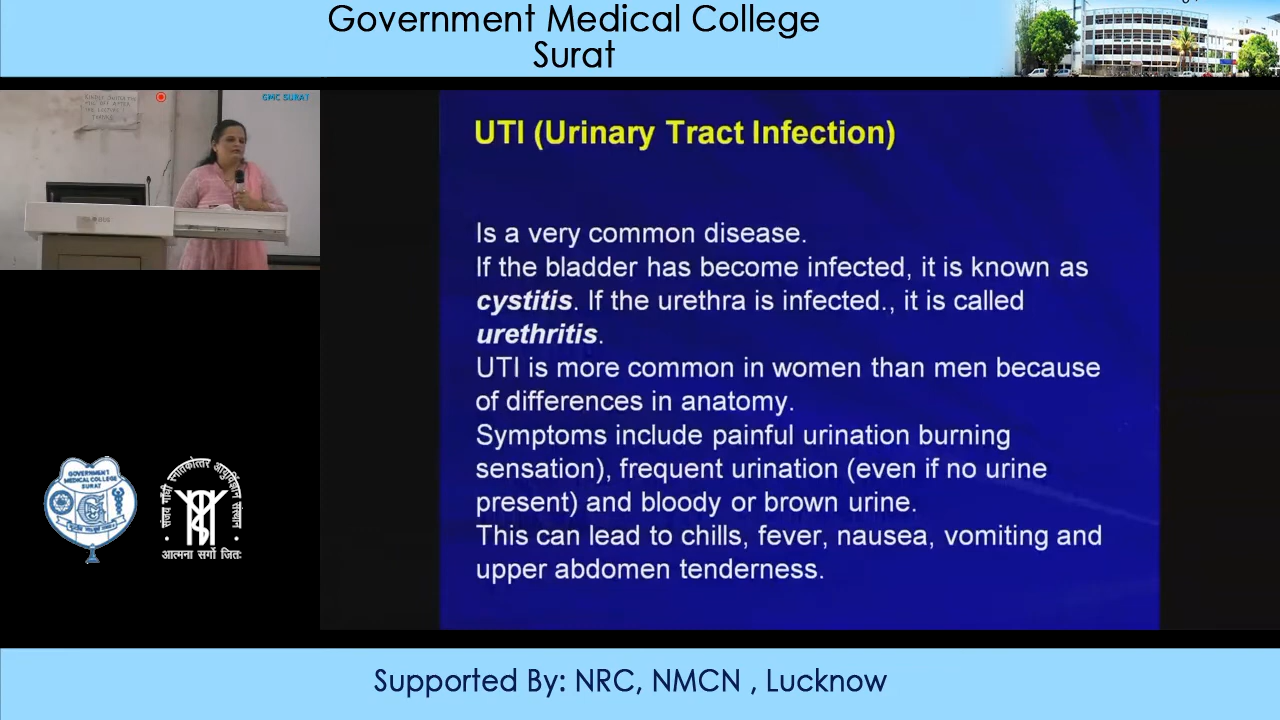 Government Medical College
Surat
GMC SURAT
UTI (Urinary Tract Infection)
Is a very common disease.
If the bladder has become infected, it is known as
cystitis. If the urethra is infected., it is called
urethritis.
UTI is more common in women than men because
of differences in anatomy.
Symptoms include painful urination burning
sensation), frequent urination (even if no urine
present) and bloody or brown urine.
This can lead to chills, fever, nausea, vomiting and
upper abdomen tenderness.
GOVERNMENT
MEDICAL COLLEGE
SURAT
संजय गाँधी स्नातकोत्तर आयुर्विज्ञान संस्थान
आत्मना सर्गो जितः
Supported By: NRC, NMCN , Lucknow